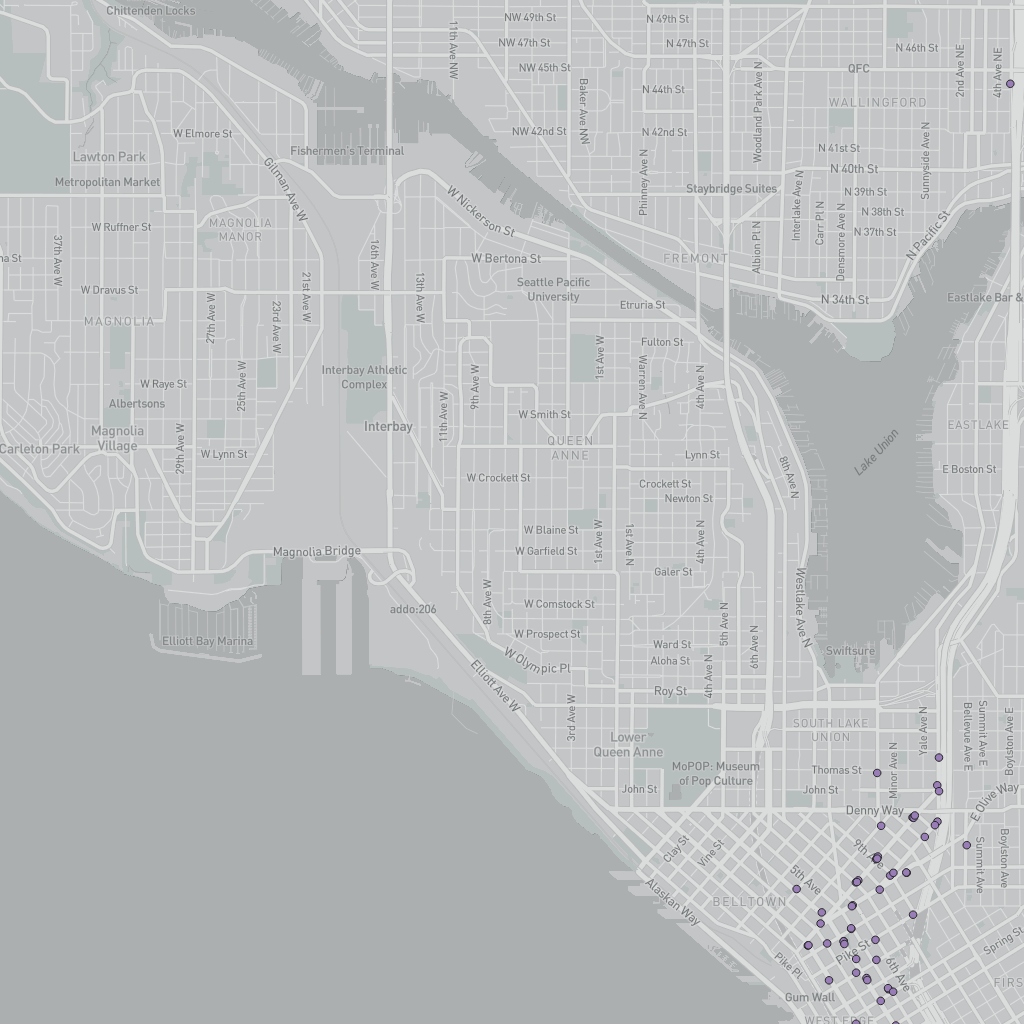 Chittenden Locks
NW 49th St
N 49th St
11th Ave NW
NW 47th St
N 47th St
N 46th St
2nd Ave NE
4th Ave NE
NW 45th St
QFC
Baker Ave NW
N 44th St
Woodland Park Ave N
WALLINGFORD
W Elmore St
NW 42nd St
N 42nd St
Fishermen's Terminal
N 41st St
Sunnyside Ave N
Lawton Park
Gilman Ave W
Phinney Ave N
N 40th St
Metropolitan Market
Staybridge Suites
N 39th St
W Nickerson St
Interlake Ave N
Carr Pl N
Densmore Ave N
N 38th St
W Ruffner St
MAGNOLIA
MANOR
Albion Pl N
N 37th St
N Pacific St
37th Ave W
16th Ave W
na St
W Bertona St
FREMONT
W Dravus St
21st Ave W
13th Ave W
Seattle Pacific
University
N 34th St
Eastlake Bar &
Etruria St
MAGNOLIA
27th Ave W
23rd Ave W
Fulton St
1st Ave W
Interbay Athletic
Complex
W Raye St
25th Ave W
9th Ave W
Warren Ave N
4th Ave N
Albertsons
11th Ave W
W Smith St
Interbay
EASTLAKE
Magnolia
Village
QUEEN
ANNE
Lake Union
Carleton Park
29th Ave W
W Lynn St
Lynn St
8th Ave N
E Boston St
W Crockett St
Crockett St
Newton St
W Blaine St
1st Ave W
1st Ave N
4th Ave N
Magnolia Bridge
W Garfield St
Galer St
Westlake Ave N
8th Ave W
W Comstock St
addo:206
5th Ave N
6th Ave N
Elliott Bay Marina
W Prospect St
Ward St
Swiftsure
W Olympic Pl
Aloha St
Elliott Ave W
4th Ave N
Roy St
3rd Ave W
SOUTH LAKE
UNION
Yale Ave N
Bellevue Ave E
Summit Ave E
Boylston Ave E
Lower
Queen Anne
MoPOP: Museum
of Pop Culture
Thomas St
Minor Ave N
John St
John St
Denny Way
E Olive Way
Clay St
Vine St
9th Ave
Summit Ave
Boylston Ave
5th Ave
Alaskan Way
BELLTOWN
Pike St
Spring St
Pike Pl
6th Ave
Gum Wall
FIRS
WEST EDGE